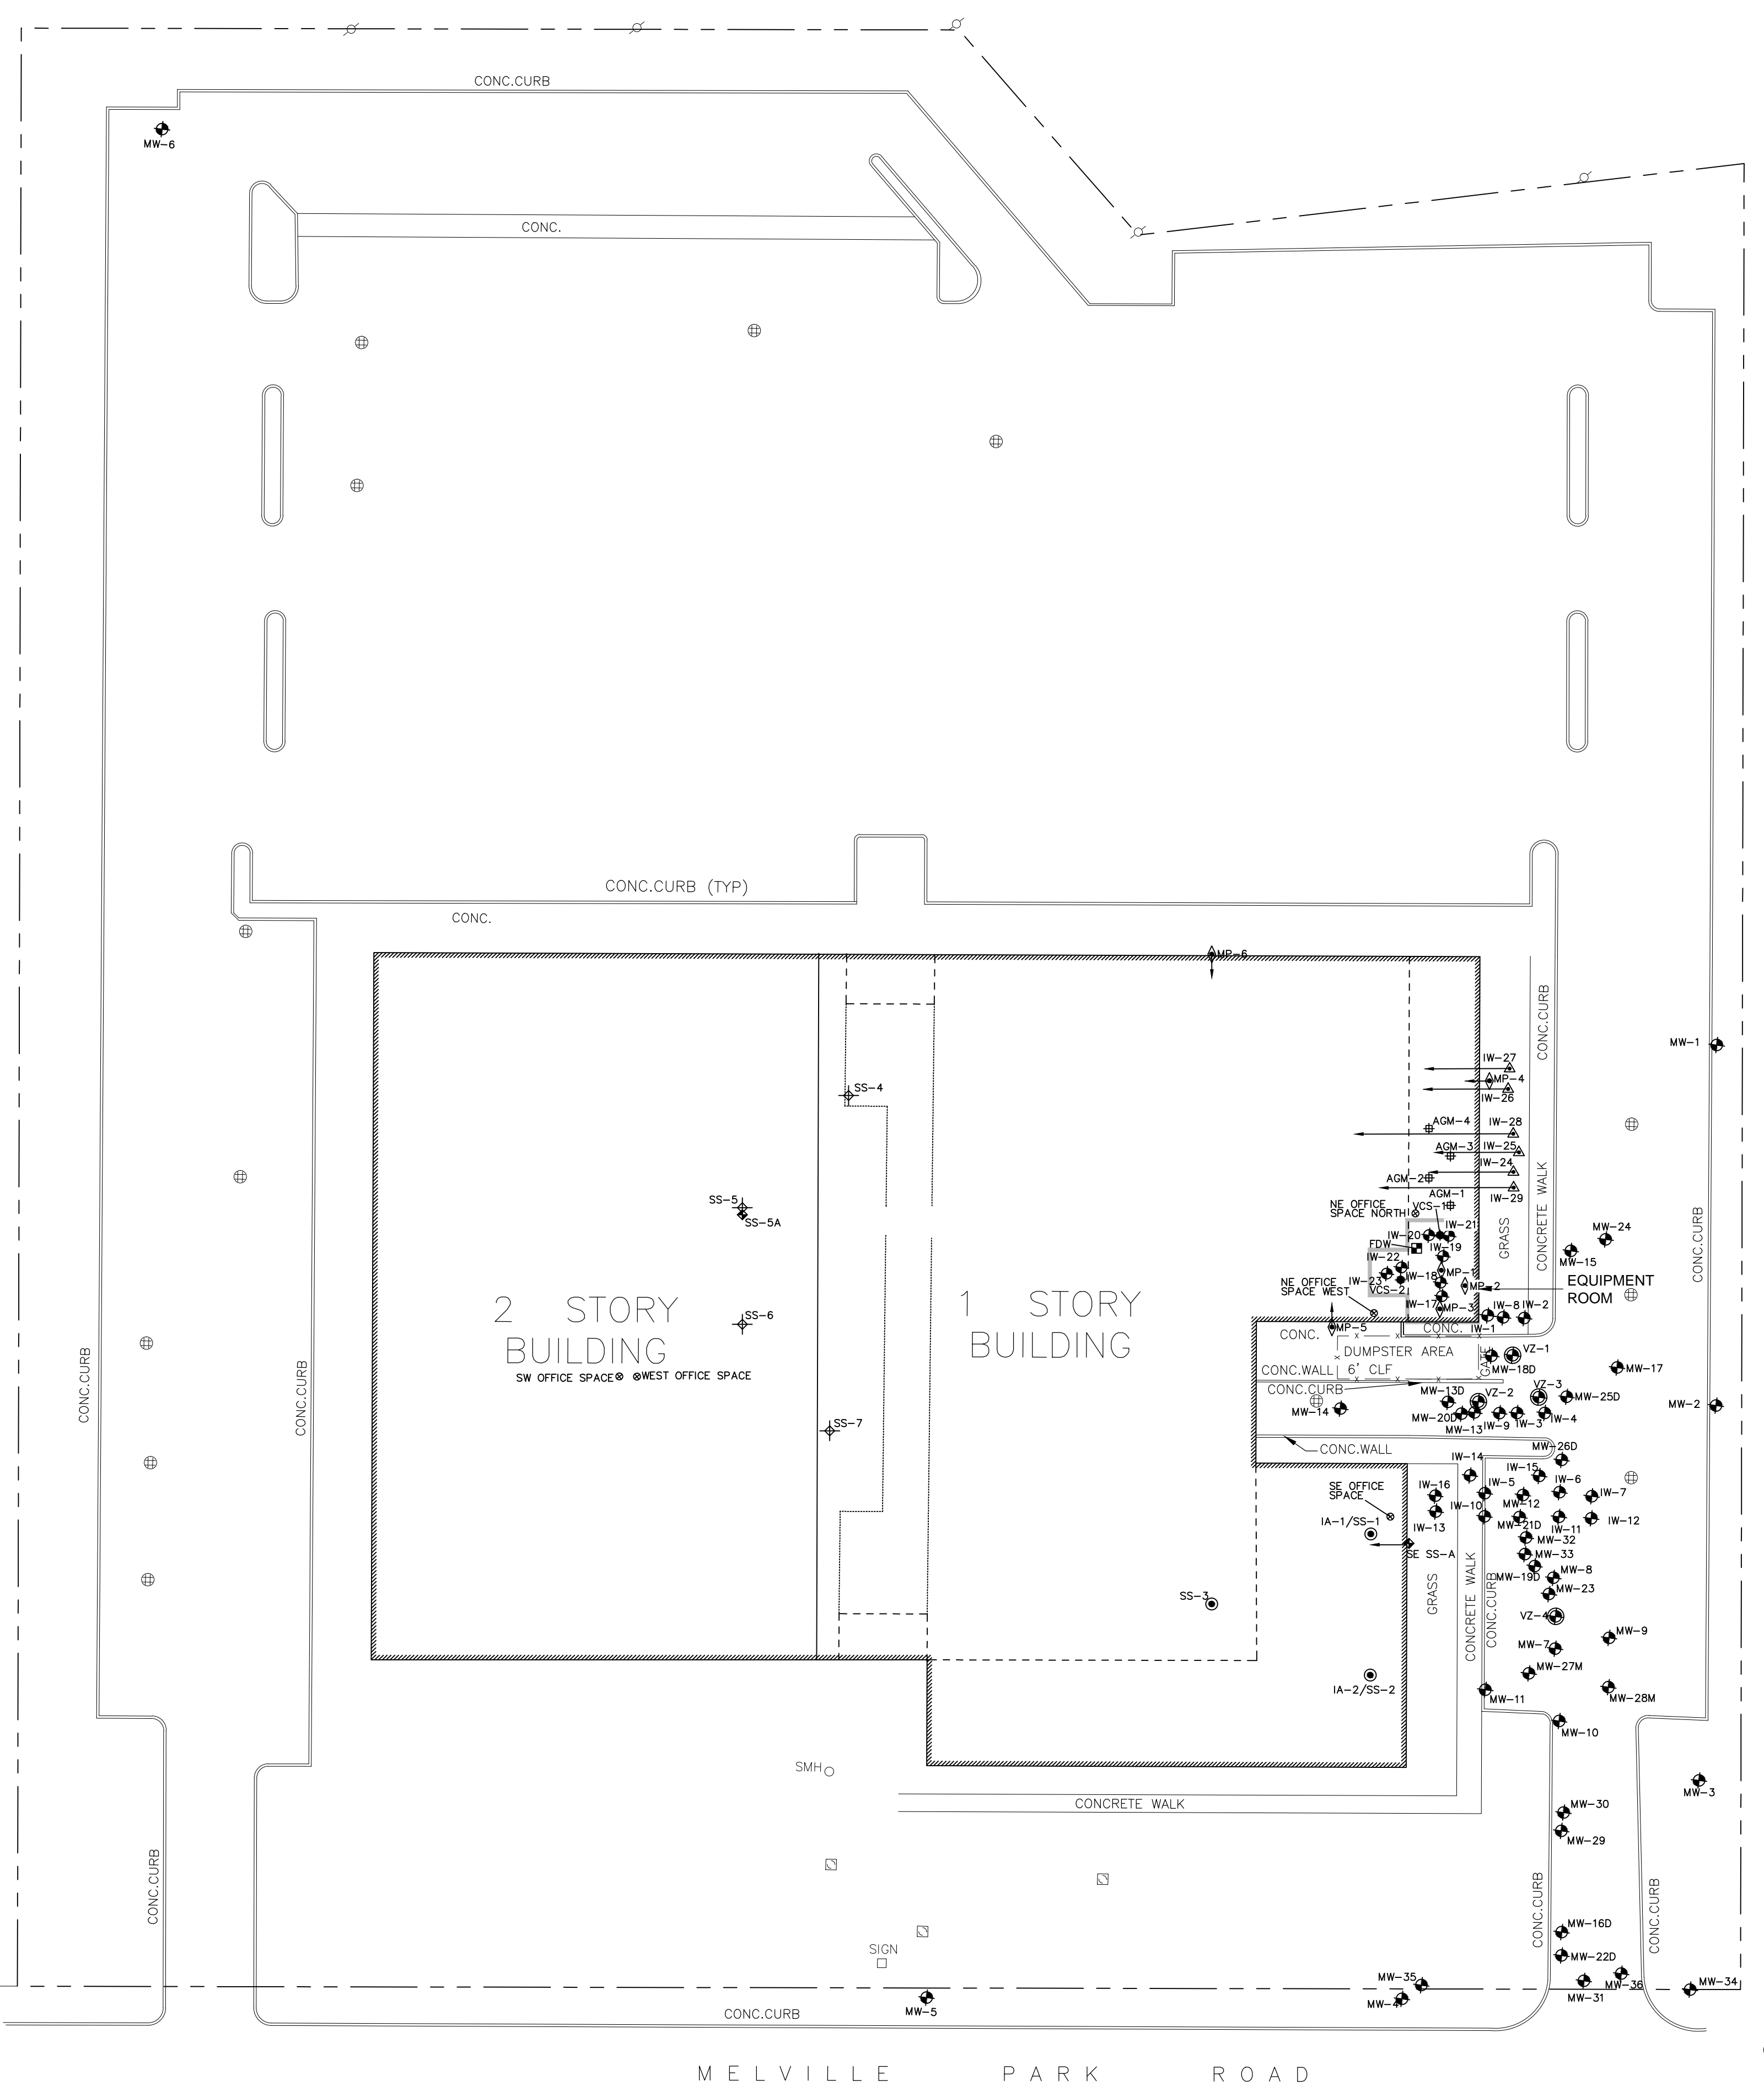 CONC.CURB
MW-6
CONC.
CONC.CURB (TYP)
CONC.
MP-6
CONC.CURB
MW-1
IW-27
MP-4
IW-26
SS-4
AGM-4
IW-28
AGM-3
IW-25
IW-24
AGM-2
IW-29
AGM-1
CONCRETE WALK
GRASS
SS-5
SS-5A
NE OFFICE
SPACE NORTH
VCS-1
IW-21
IW-20
FDW
IW-19
IW-22
MW-24
MW-15
CONC.CURB
IW-23
VCS-2
IW-18
MP-1
MP-2
EQUIPMENT
ROOM
NE OFFICE
SPACE WEST
IW-17
MP-3
2 STORY
BUILDING
1 STORY
BUILDING
SS-6
MP-5
CONC.
CONC.
IW-1
IW-8
IW-2
DUMPSTER AREA
GATE
VZ-1
MW-18D
MW-17
CONC.WALL
6' CLF
SW OFFICE SPACE
WEST OFFICE SPACE
CONC.CURB
CONC.CURB
CONC.CURB
MW-13D
VZ-2
VZ-3
MW-25D
MW-2
MW-14
MW-20D
MW-13
IW-9
IW-3
IW-4
SS-7
CONC.WALL
MW-26D
IW-14
IW-15
IW-6
SE OFFICE
SPACE
IW-16
IW-5
IW-7
MW-12
IW-10
IW-13
IA-1/SS-1
MW-21D
IW-11
IW-12
MW-32
SE SS-A
MW-33
MW-19D
MW-8
MW-23
GRASS
CONCRETE WALK
CONC.CURB
SS-3
VZ-4
MW-7
MW-9
MW-27M
IA-2/SS-2
MW-11
MW-28M
MW-10
SMH
MW-3
CONCRETE WALK
MW-30
MW-29
CONC.CURB
CONC.CURB
CONC.CURB
MW-16D
SIGN
MW-22D
MW-35
MW-36
MW-34
MW-31
MW-4
MW-5
CONC.CURB
MELVILLE PARK ROAD